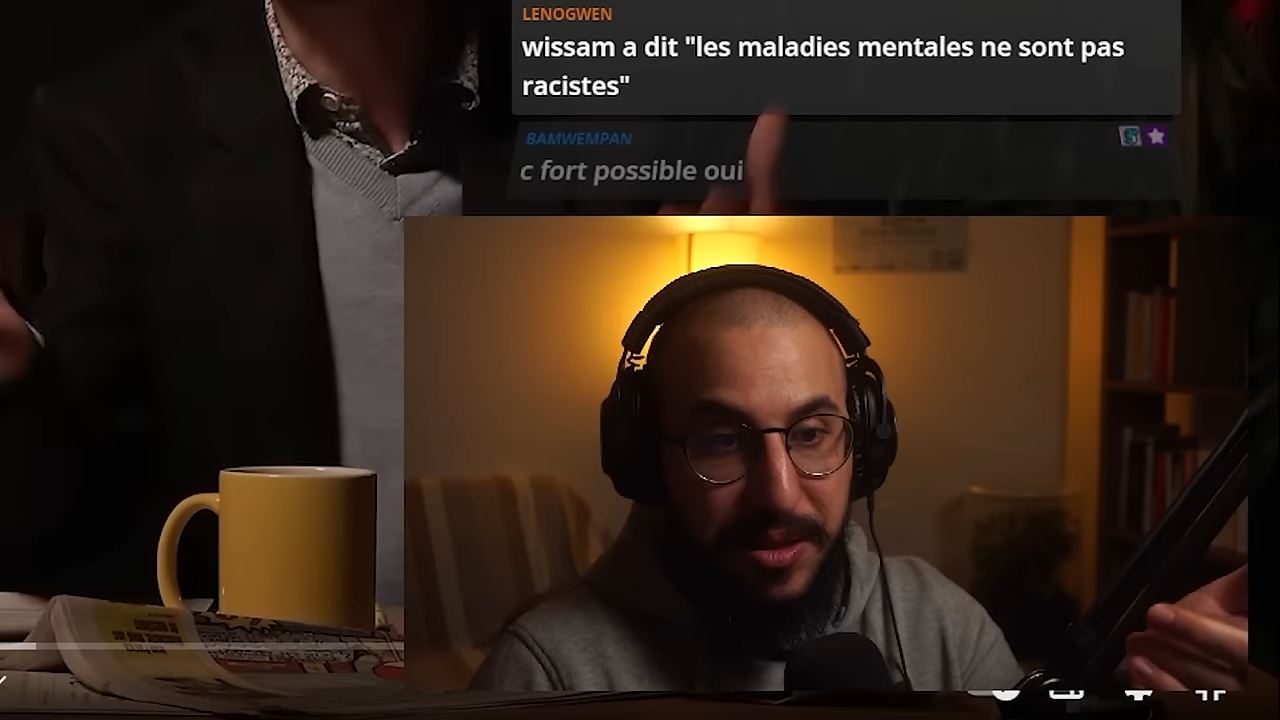 LENOGWEN
wissam a dit "les maladies mentales ne sont pas
racistes"
BAMWEMPAN
c fort possible oui